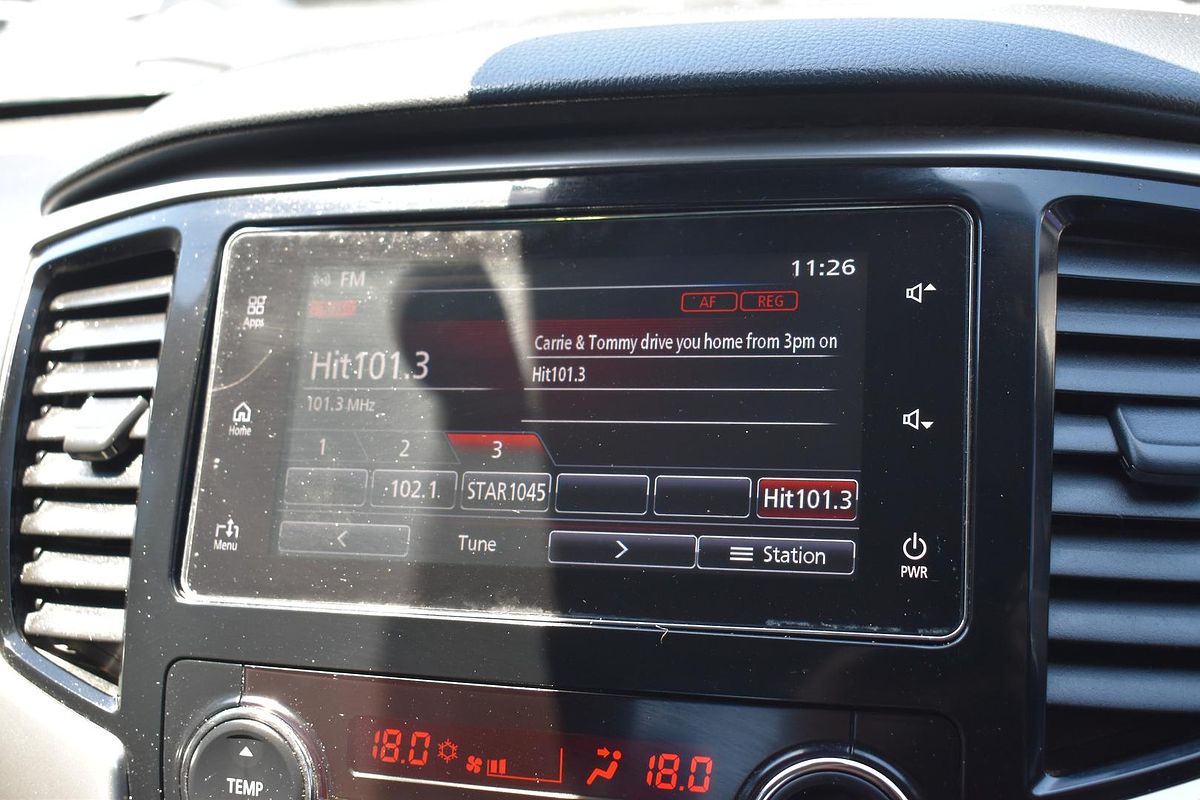 FM
11:26
AF
REG
Apps
Carrie & Tommy drive you home from 3pm on
Hit101.3
Hit101.3
101.3 MHz
Home
1
2
3
102.1
STAR1045
Hit101.3
Menu
Tune
Station
PWR
18.0
18.0
TEMP